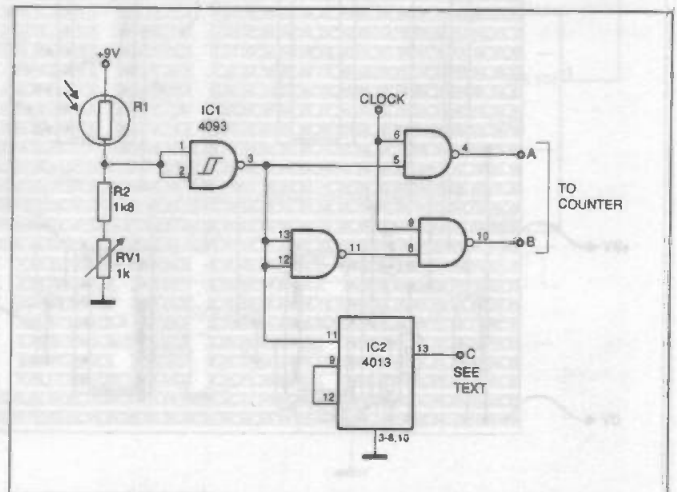 +9V
R1
IC1
4093
CLOCK
1
2
3
6
5
4
A
TO
COUNTER
R2
1k8
RV1
1k
13
12
11
9
8
10
B
11
9
12
IC2
4013
13
C
SEE
TEXT
3-8,10